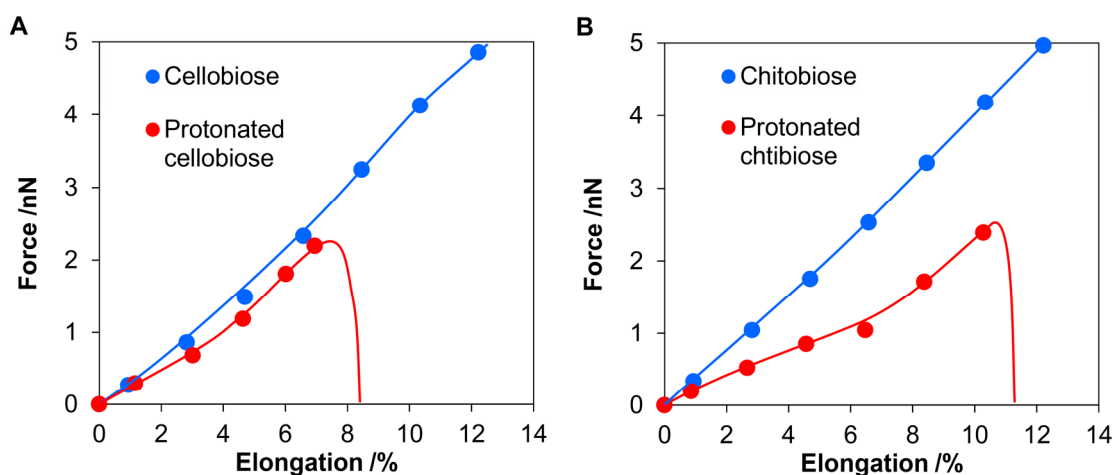 A
5
4
3
2
1
0
Force /nN
Cellobiose
Protonated
cellobiose
0 2 4 6 8 10 12 14
Elongation /%
B
5
4
3
2
1
0
Force /nN
Chitobiose
Protonated
chtibiose
0 2 4 6 8 10 12 14
Elongation /%